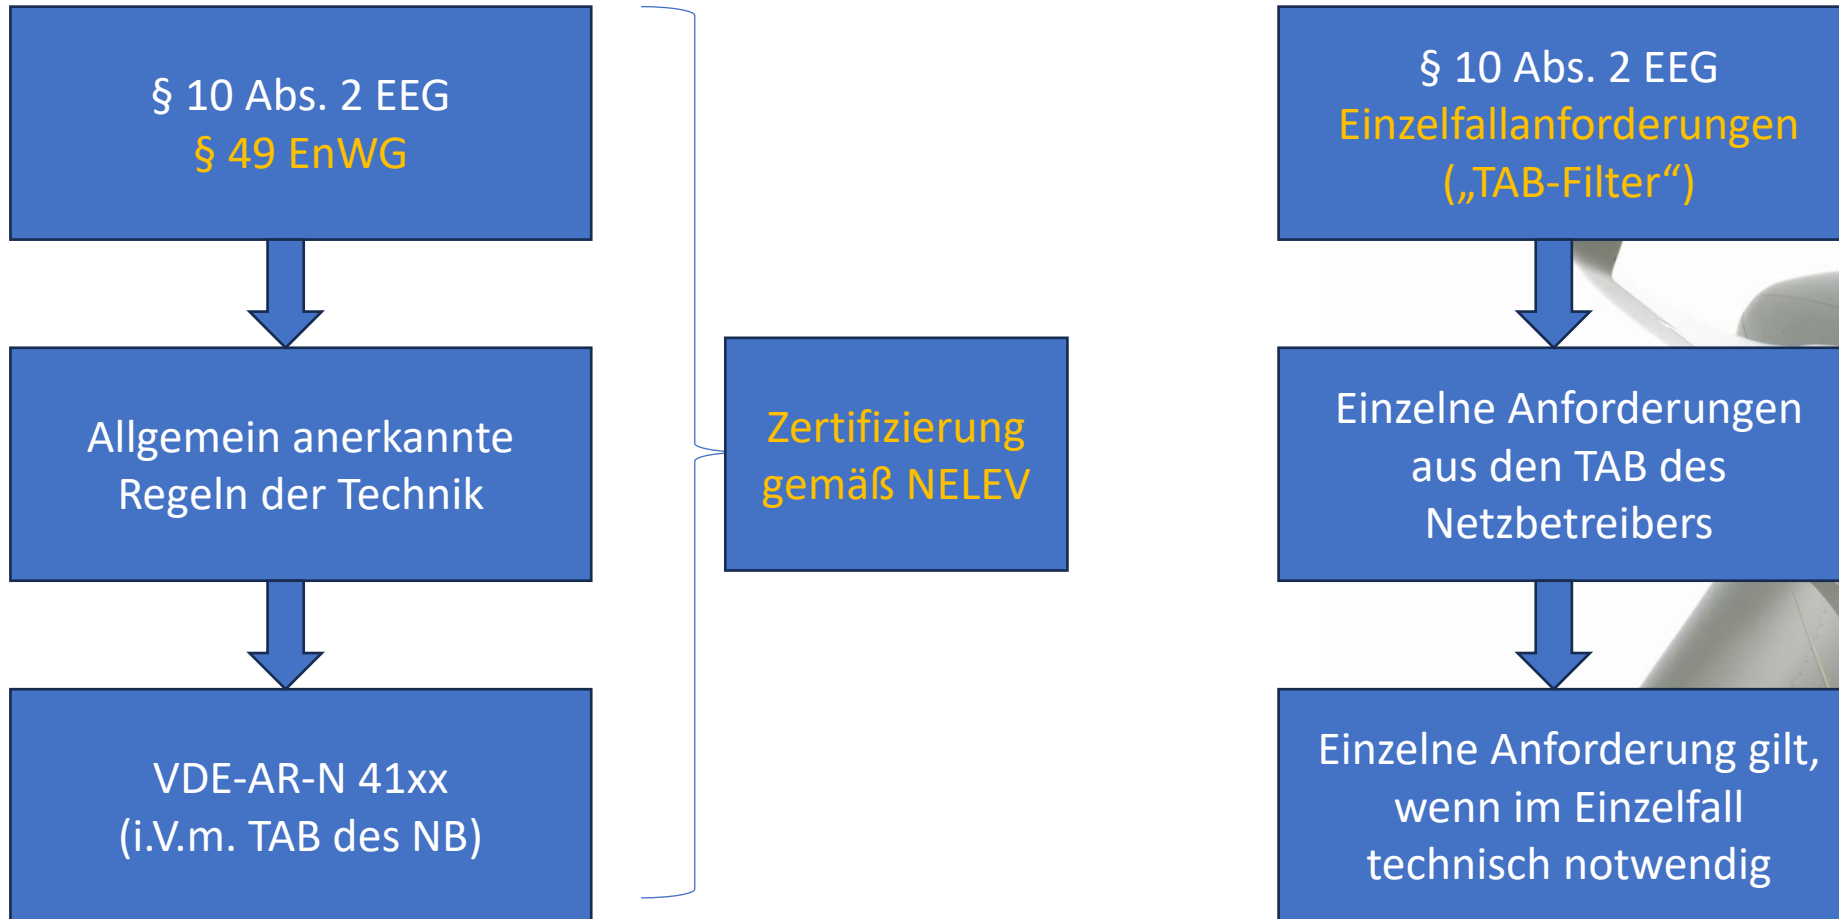 § 10 Abs. 2 EEG
§ 49 EnWG
Allgemein anerkannte
Regeln der Technik
VDE-AR-N 41xx
(i.V.m. TAB des NB)
Zertifizierung
gemäß NELEV
§ 10 Abs. 2 EEG
Einzelfallanforderungen
(„TAB-Filter“)
Einzelne Anforderungen
aus den TAB des
Netzbetreibers
Einzelne Anforderung gilt,
wenn im Einzelfall
technisch notwendig